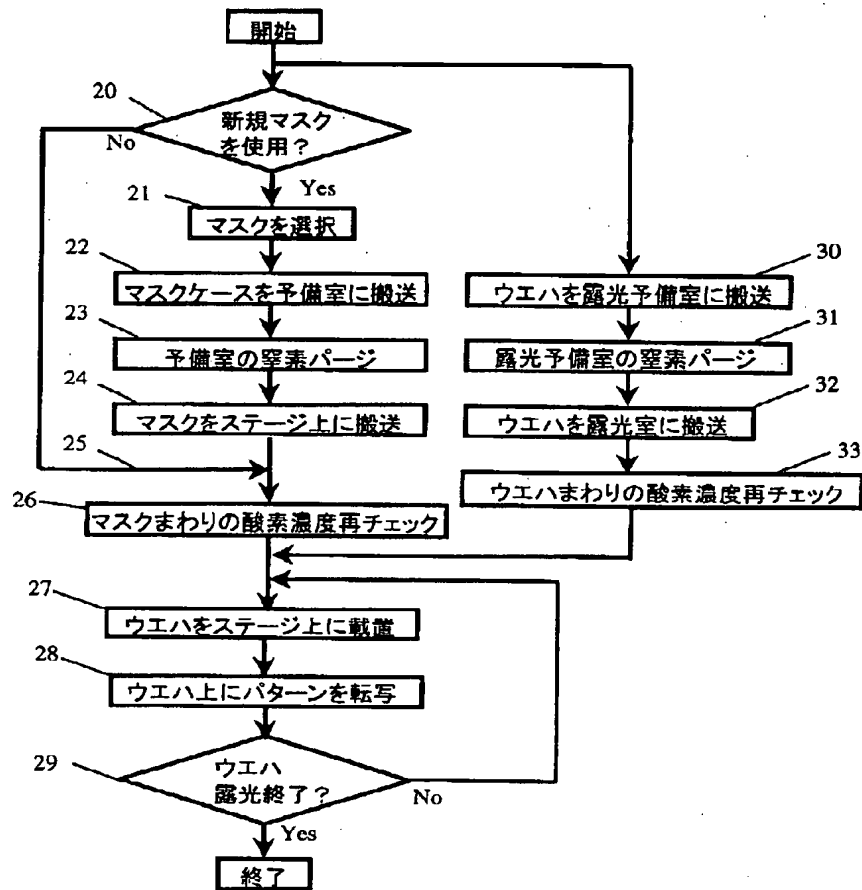 開始
20
新規マスク
を使用？
No
Yes
21
マスクを選択
22
マスクケースを予備室に搬送
23
予備室の窒素パージ
24
マスクをステージ上に搬送
25
26
マスクまわりの酸素濃度再チェック
30
ウエハを露光予備室に搬送
31
露光予備室の窒素パージ
32
ウエハを露光室に搬送
33
ウエハまわりの酸素濃度再チェック
27
ウエハをステージ上に載置
28
ウエハ上にパターンを転写
29
ウエハ
露光終了？
No
Yes
終了